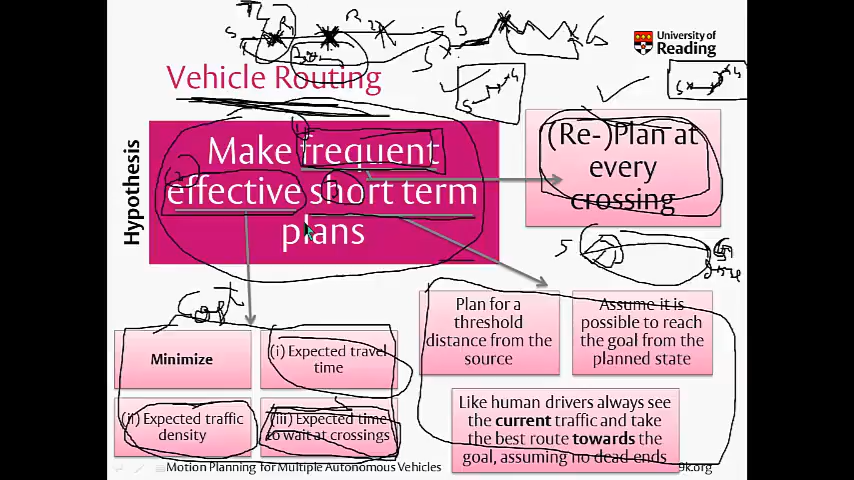 University of
Reading
Vehicle Routing
Hypothesis
Make frequent
effective short term
plans
(Re-)Plan at
every
crossing
Minimize
(i) Expected travel
time
(ii) Expected traffic
density
(iii) Expected time
to wait at crossings
Plan for a
threshold
distance from the
source
Assume it is
possible to reach
the goal from the
planned state
Like human drivers always see
the current traffic and take
the best route towards the
goal, assuming no dead ends
Motion Planning for Multiple Autonomous Vehicles
9k.org